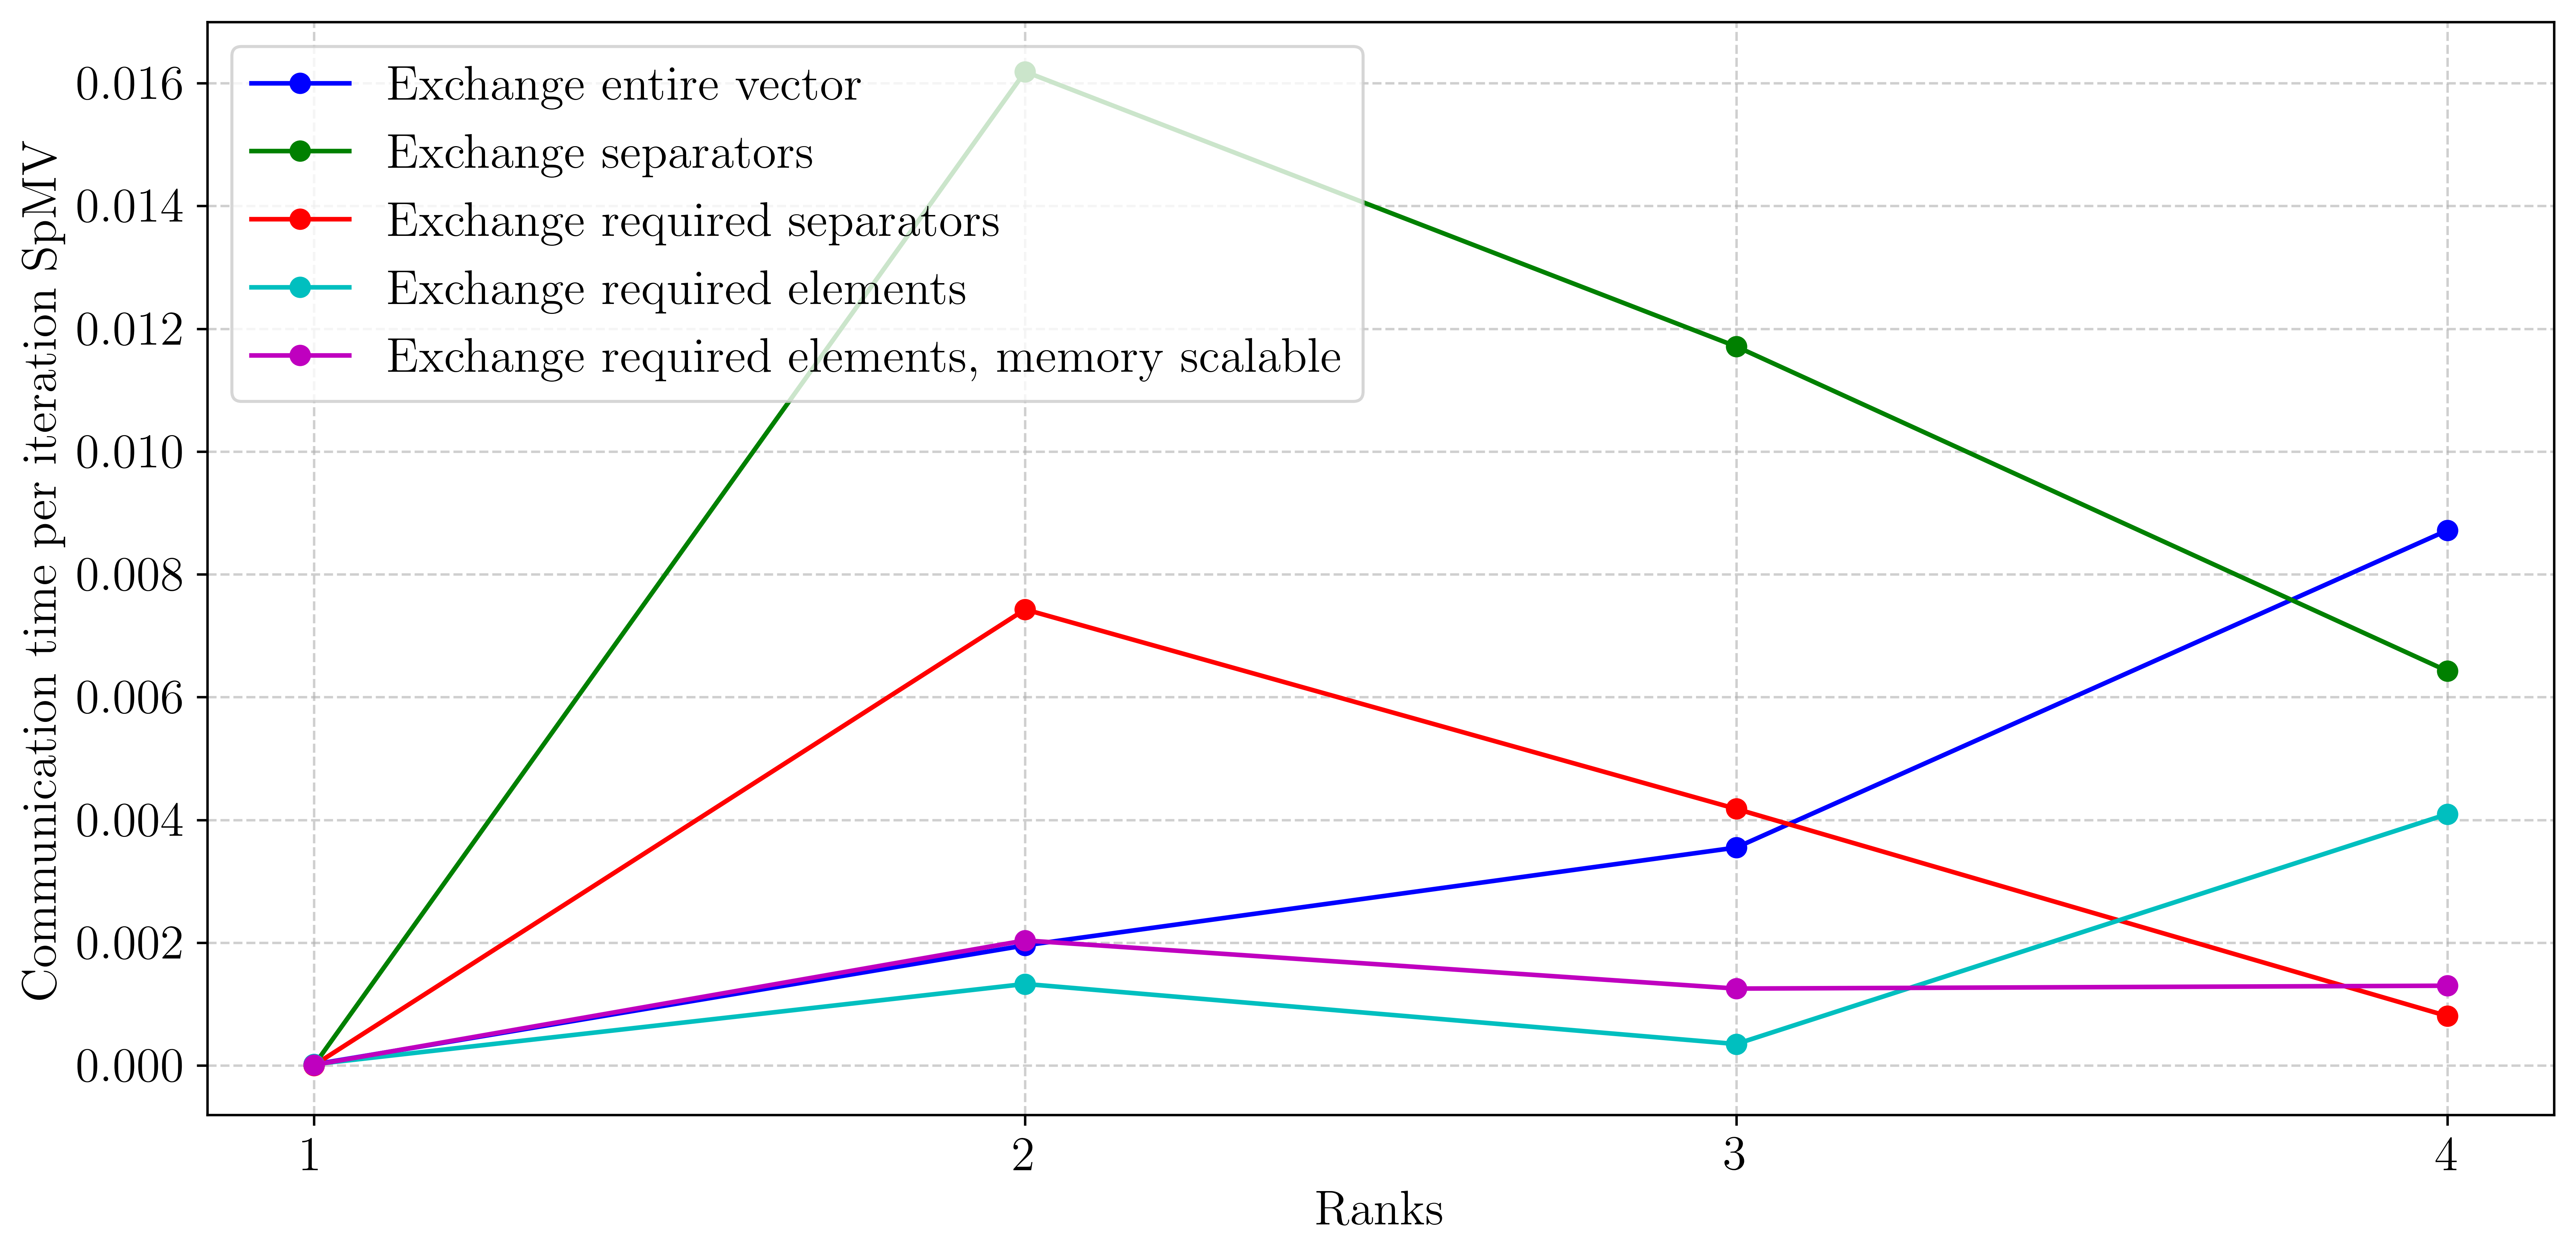 Communication time per iteration SpMV
0.016
0.014
0.012
0.010
0.008
0.006
0.004
0.002
0.000
Exchange entire vector
Exchange separators
Exchange required separators
Exchange required elements
Exchange required elements, memory scalable
1
2
3
4
Ranks